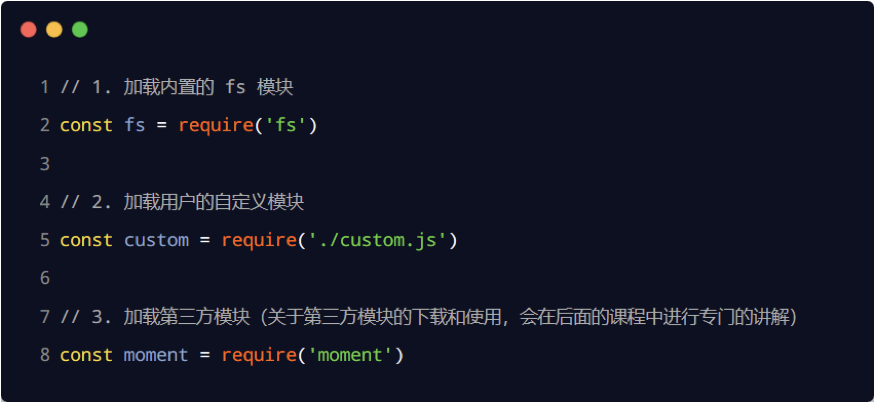 1 // 1. 加载内置的 fs 模块
2 const fs = require('fs')
3
4 // 2. 加载用户的自定义模块
5 const custom = require('./custom.js')
6
7 // 3. 加载第三方模块（关于第三方模块的下载和使用，会在后面的课程中进行专门的讲解）
8 const moment = require('moment')